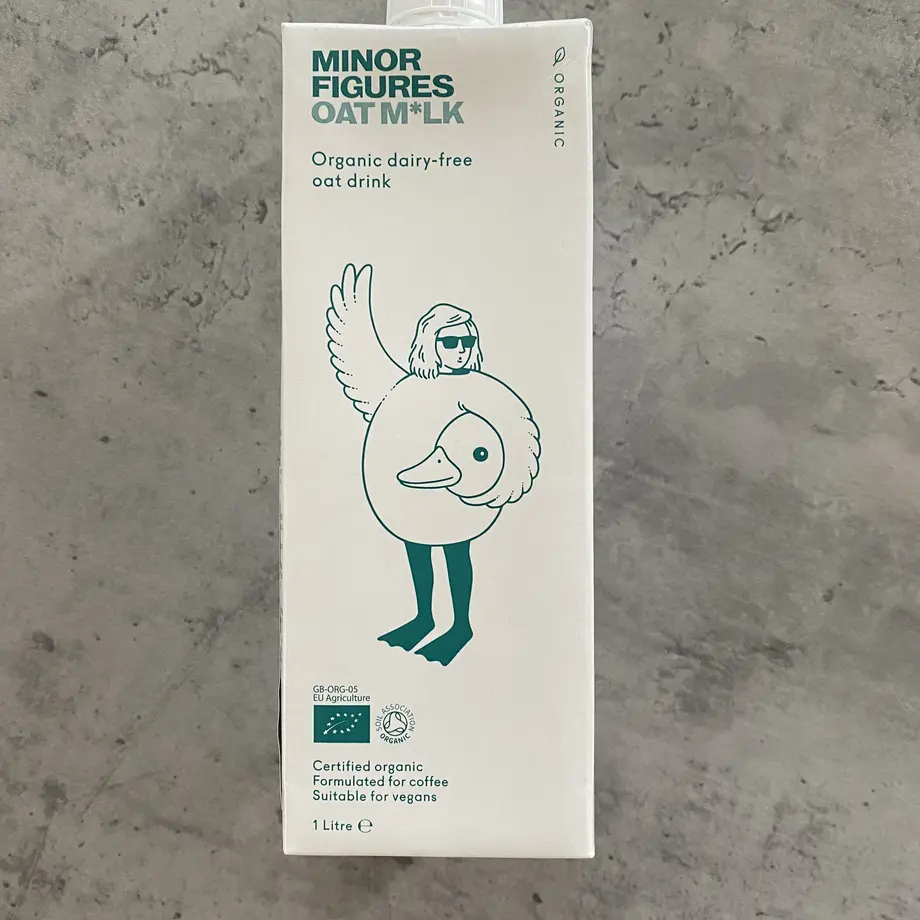 MINOR
FIGURES
OAT M*LK
ORGANIC
Organic dairy-free
oat drink
GB-ORG-05
EU Agriculture
SOIL ASSOCIATION
ORGANIC
Certified organic
Formulated for coffee
Suitable for vegans
1 Litre ℮